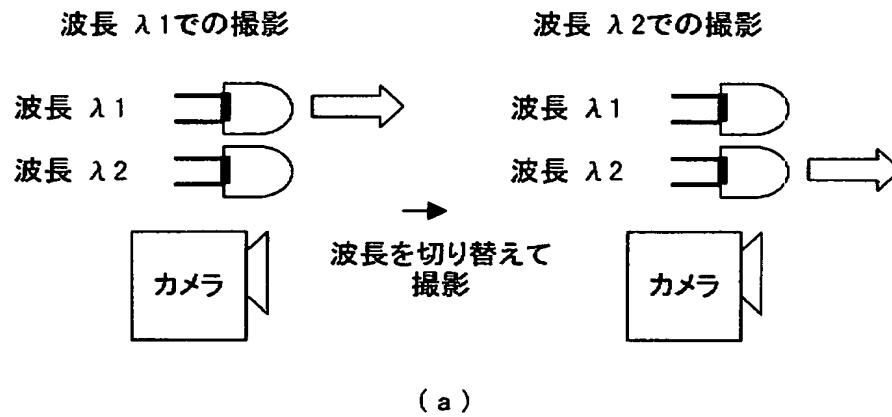 波長 λ1での撮影
波長 λ2での撮影
波長 λ1
波長 λ2
波長 λ1
波長 λ2
カメラ
波長を切り替えて
撮影
カメラ
(a)